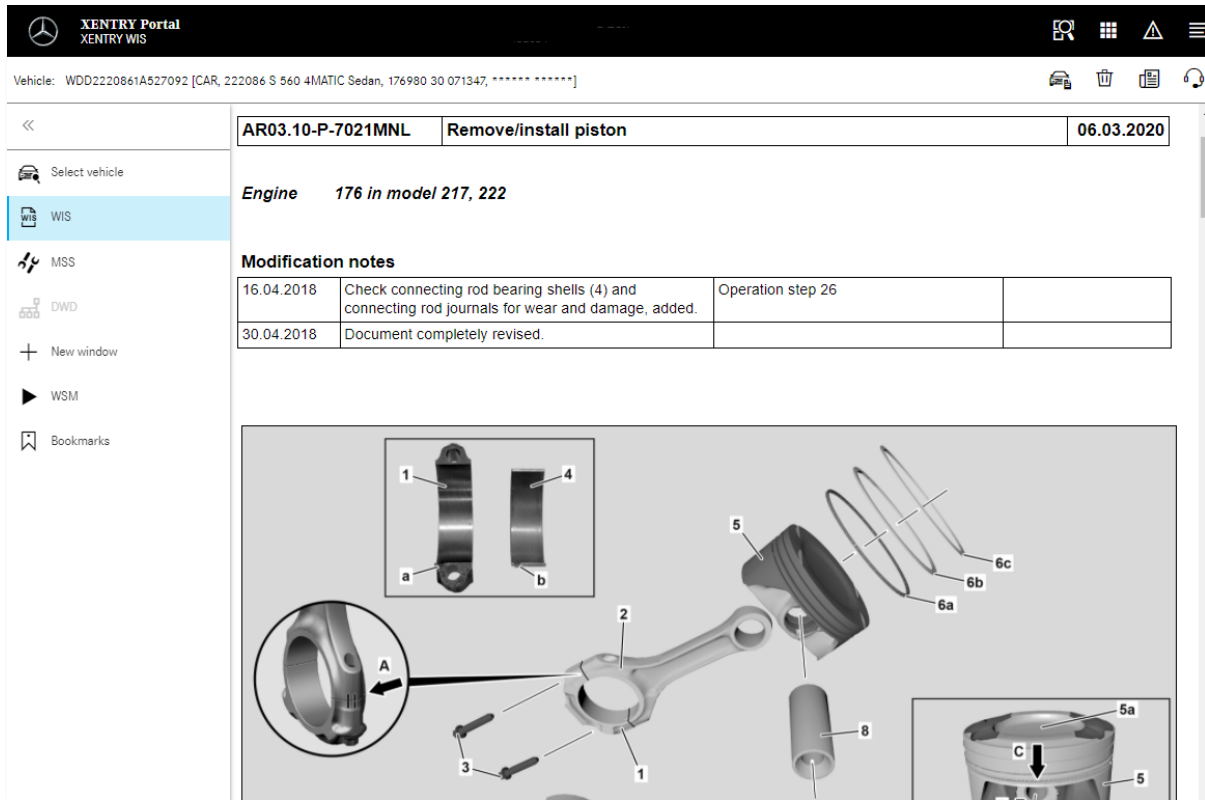 XENTRY Portal
XENTRY WIS
Vehicle: WDD2220861A527092 [CAR, 222086 S 560 4MATIC Sedan, 176980 30 071347, ****** ******]
Select vehicle
WIS
WIS
MSS
DWD
New window
WSM
Bookmarks
AR03.10-P-7021MNL Remove/install piston 06.03.2020
Engine 176 in model 217, 222
Modification notes
16.04.2018 Check connecting rod bearing shells (4) and Operation step 26
connecting rod journals for wear and damage, added.
30.04.2018 Document completely revised.
1
4
a
b
5
6c
6b
6a
2
A
8
3
1
5a
C
5